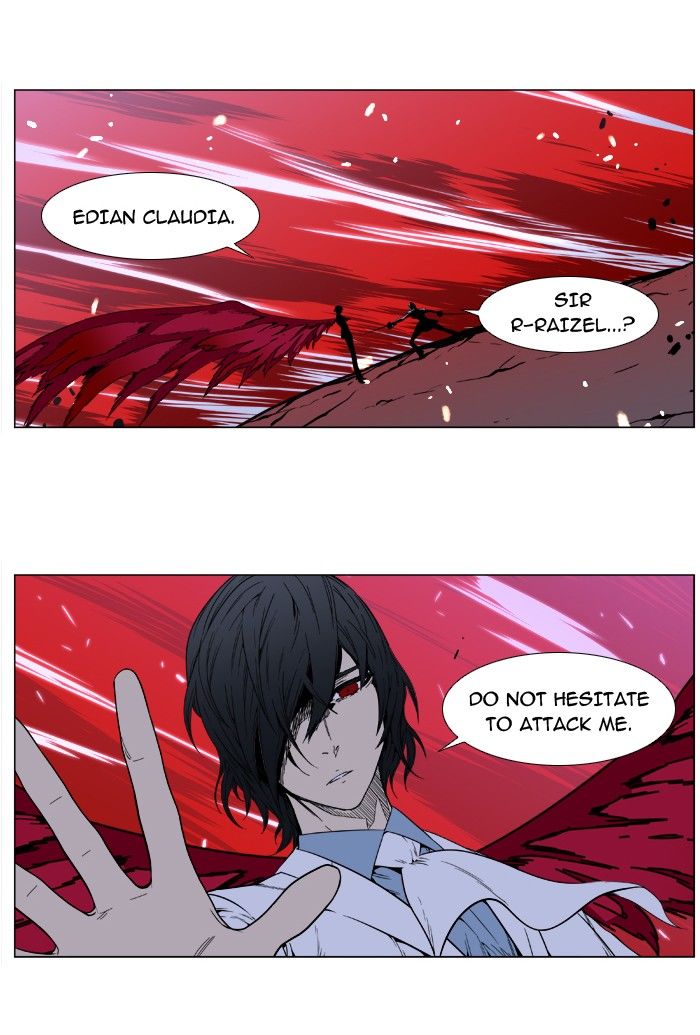 EDIAN CLAUDIA.
SIR
R-RAIZEL...?
DO NOT HESITATE
TO ATTACK ME.